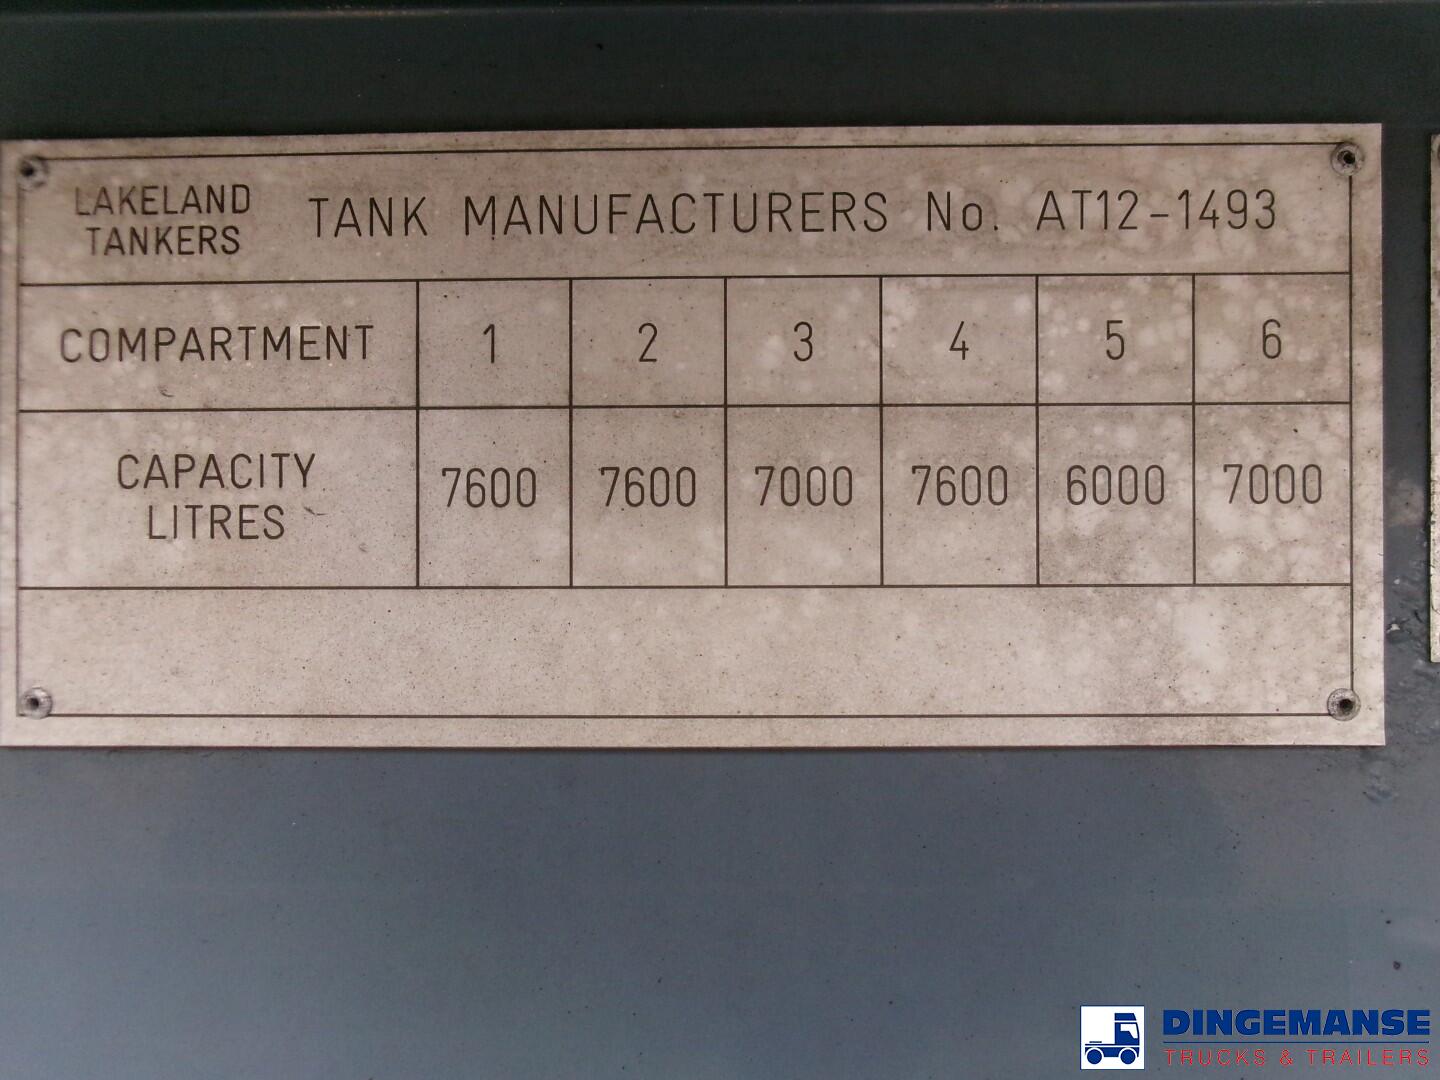 LAKELAND
TANKERS
TANK MANUFACTURERS No. AT12-1493
COMPARTMENT 1 2 3 4 5 6
CAPACITY
LITRES
7600 7600 7000 7600 6000 7000
DINGEMANSE
TRUCKS & TRAILERS